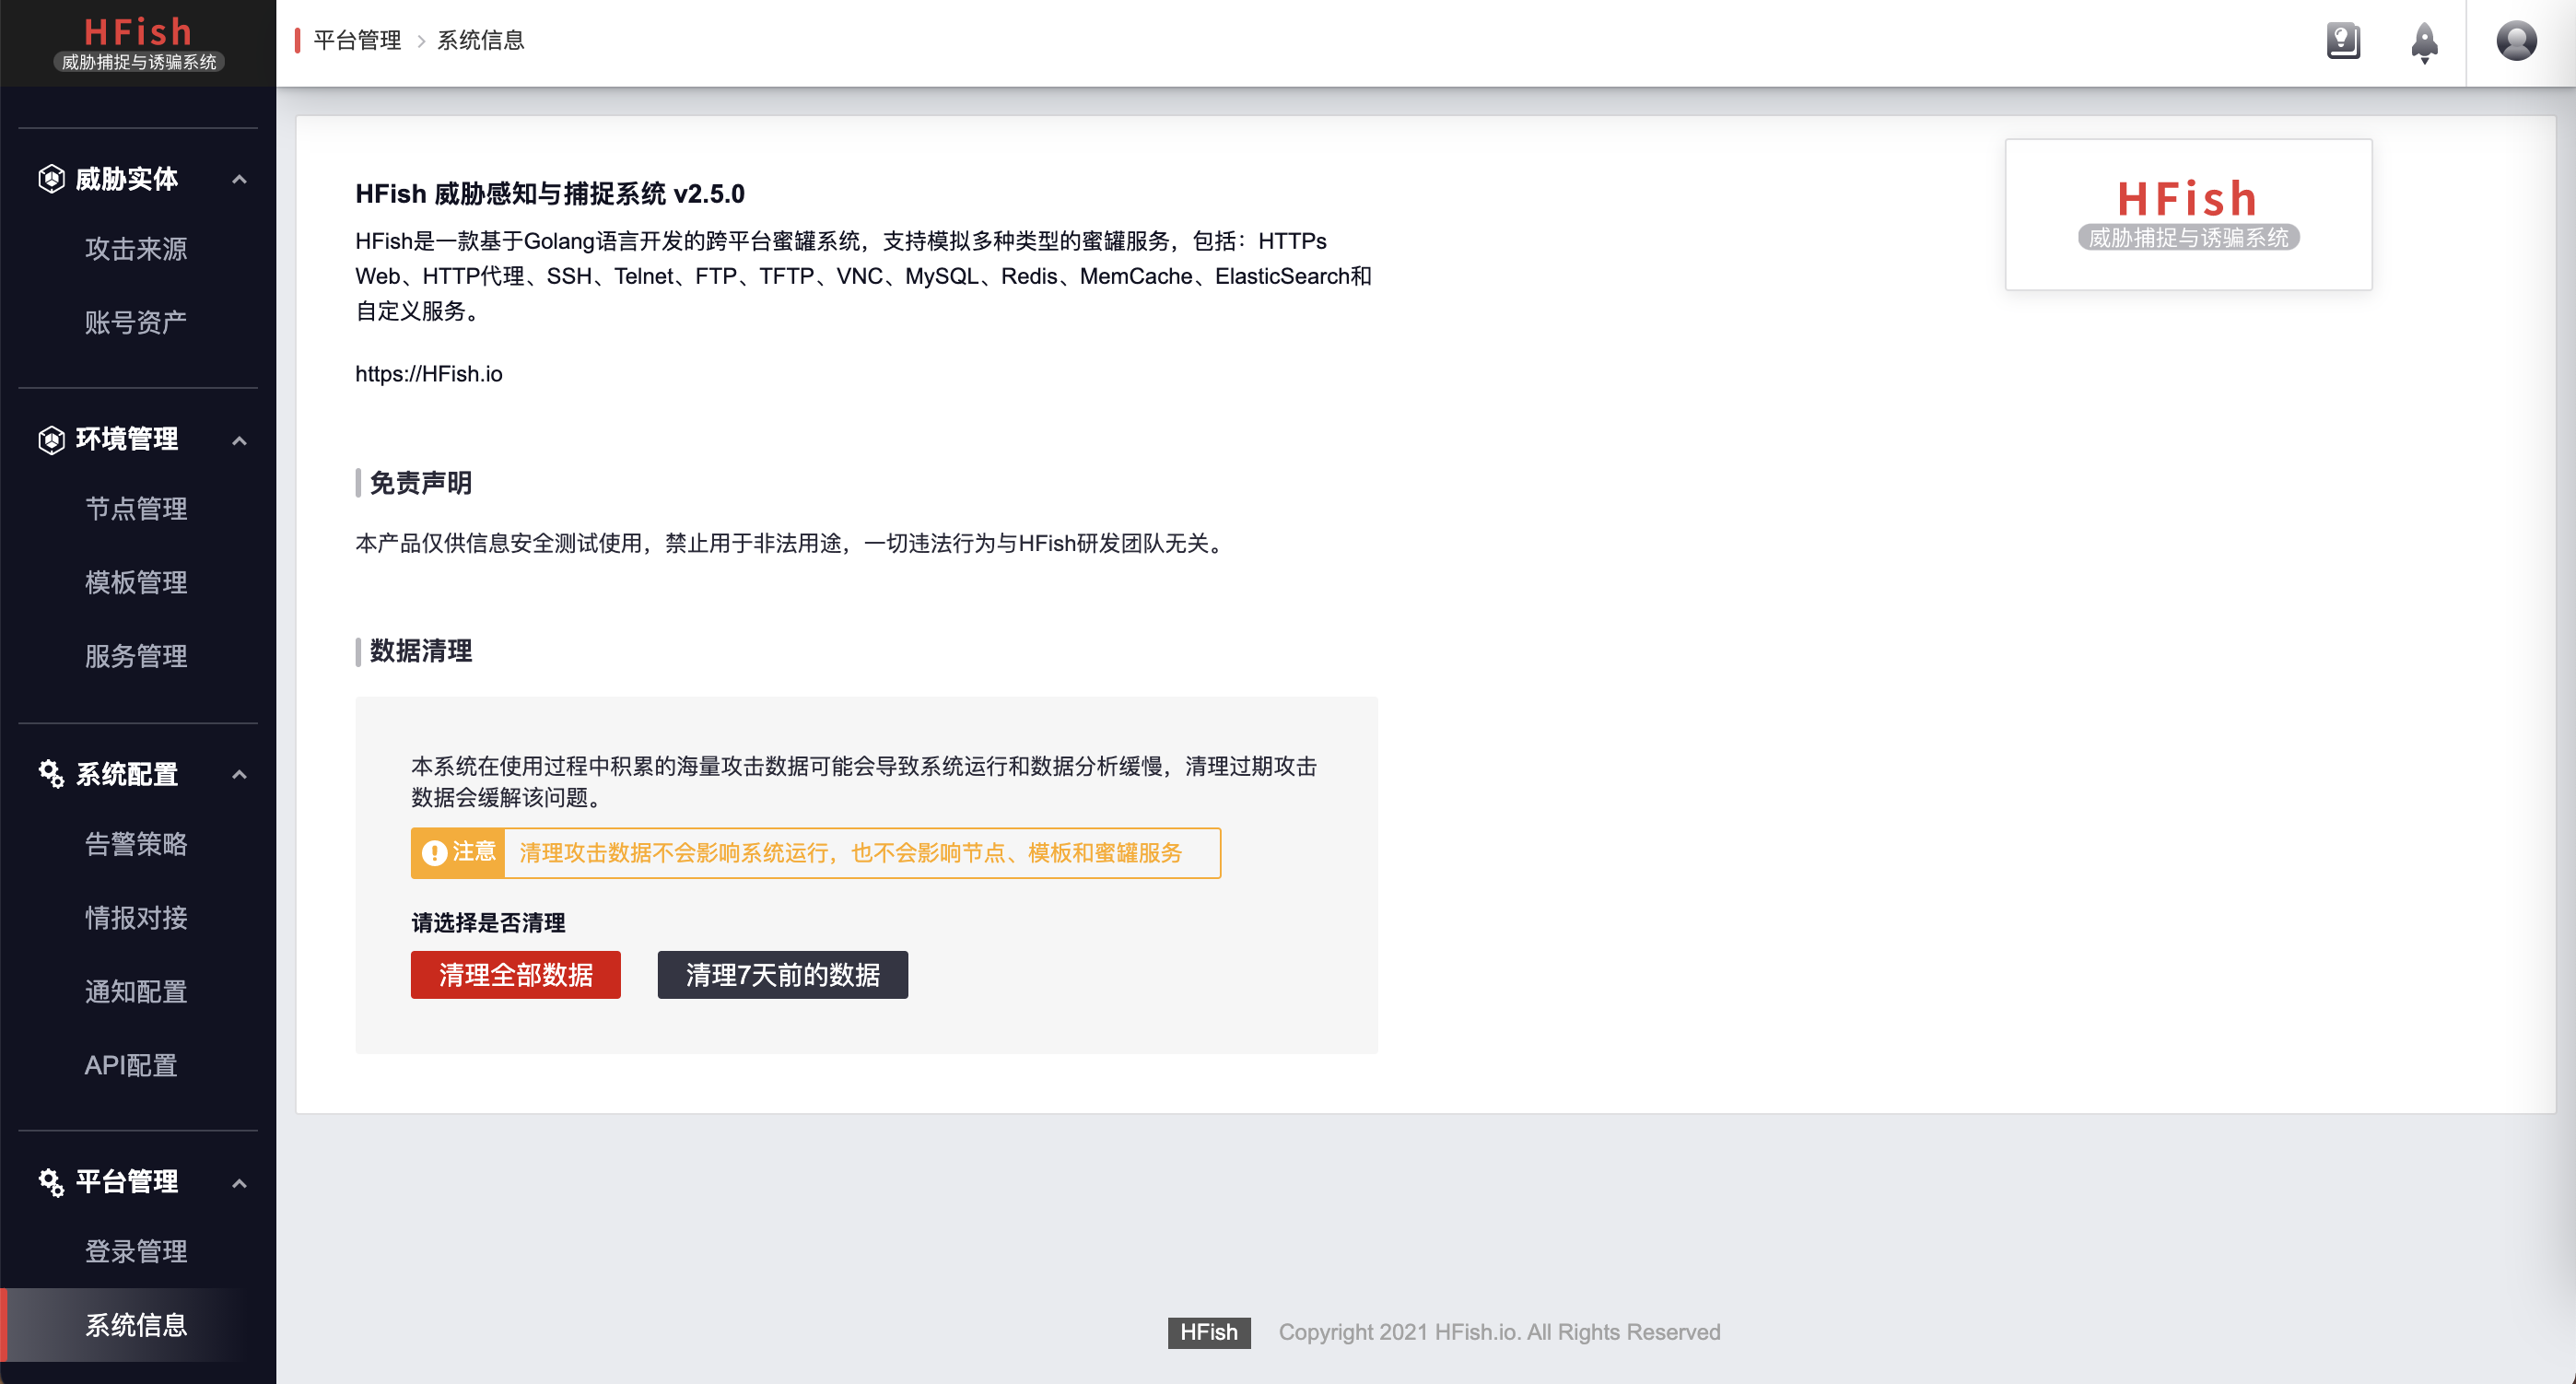 HFish
威胁捕捉与诱骗系统
平台管理 > 系统信息
威胁实体
攻击来源
账号资产
环境管理
节点管理
模板管理
服务管理
系统配置
告警策略
情报对接
通知配置
API配置
平台管理
登录管理
系统信息
HFish 威胁感知与捕捉系统 v2.5.0
HFish是一款基于Golang语言开发的跨平台蜜罐系统，支持模拟多种类型的蜜罐服务，包括：HTTPs
Web、HTTP代理、SSH、Telnet、FTP、TFTP、VNC、MySQL、Redis、MemCache、ElasticSearch和
自定义服务。
https://HFish.io
HFish
威胁捕捉与诱骗系统
免责声明
本产品仅供信息安全测试使用，禁止用于非法用途，一切违法行为与HFish研发团队无关。
数据清理
本系统在使用过程中积累的海量攻击数据可能会导致系统运行和数据分析缓慢，清理过期攻击
数据会缓解该问题。
注意 清理攻击数据不会影响系统运行，也不会影响节点、模板和蜜罐服务
请选择是否清理
清理全部数据 清理7天前的数据
HFish Copyright 2021 HFish.io. All Rights Reserved